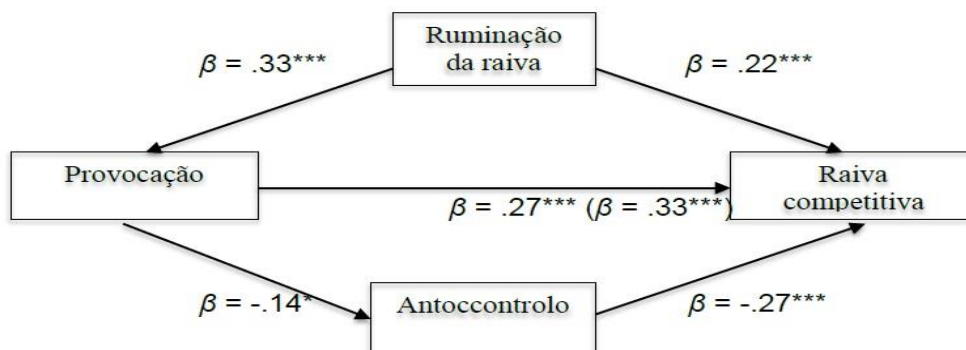 Ruminação
da raiva
β = .33***
β = .22***
Provocação
Raiva
competitiva
β = .27*** (β = .33***)
β = -.14*
Antoccontrolo
β = -.27***